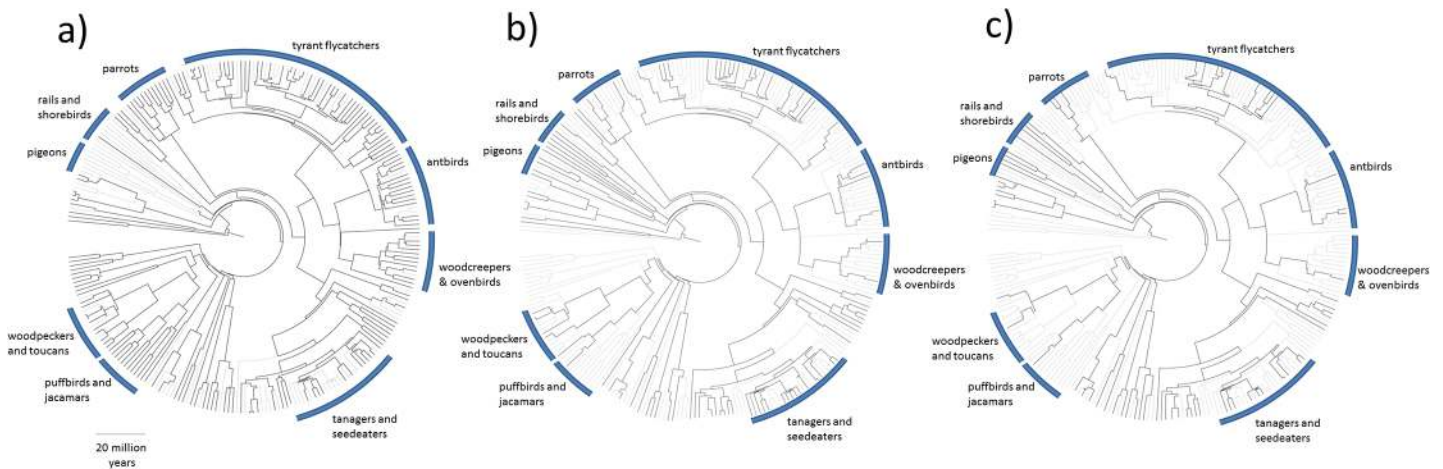 a)
tyrant flycatchers
parrots
rails and
shorebirds
pigeons
antbirds
woodcreepers
& ovenbirds
woodpeckers
and toucans
puffbirds and
jacamars
tanagers and
seedeaters
20 million
years
b)
tyrant flycatchers
parrots
rails and
shorebirds
pigeons
antbirds
woodcreepers
& ovenbirds
woodpeckers
and toucans
puffbirds and
jacamars
tanagers and
seedeaters
c)
tyrant flycatchers
parrots
rails and
shorebirds
pigeons
antbirds
woodcreepers
& ovenbirds
woodpeckers
and toucans
puffbirds and
jacamars
tanagers and
seedeaters